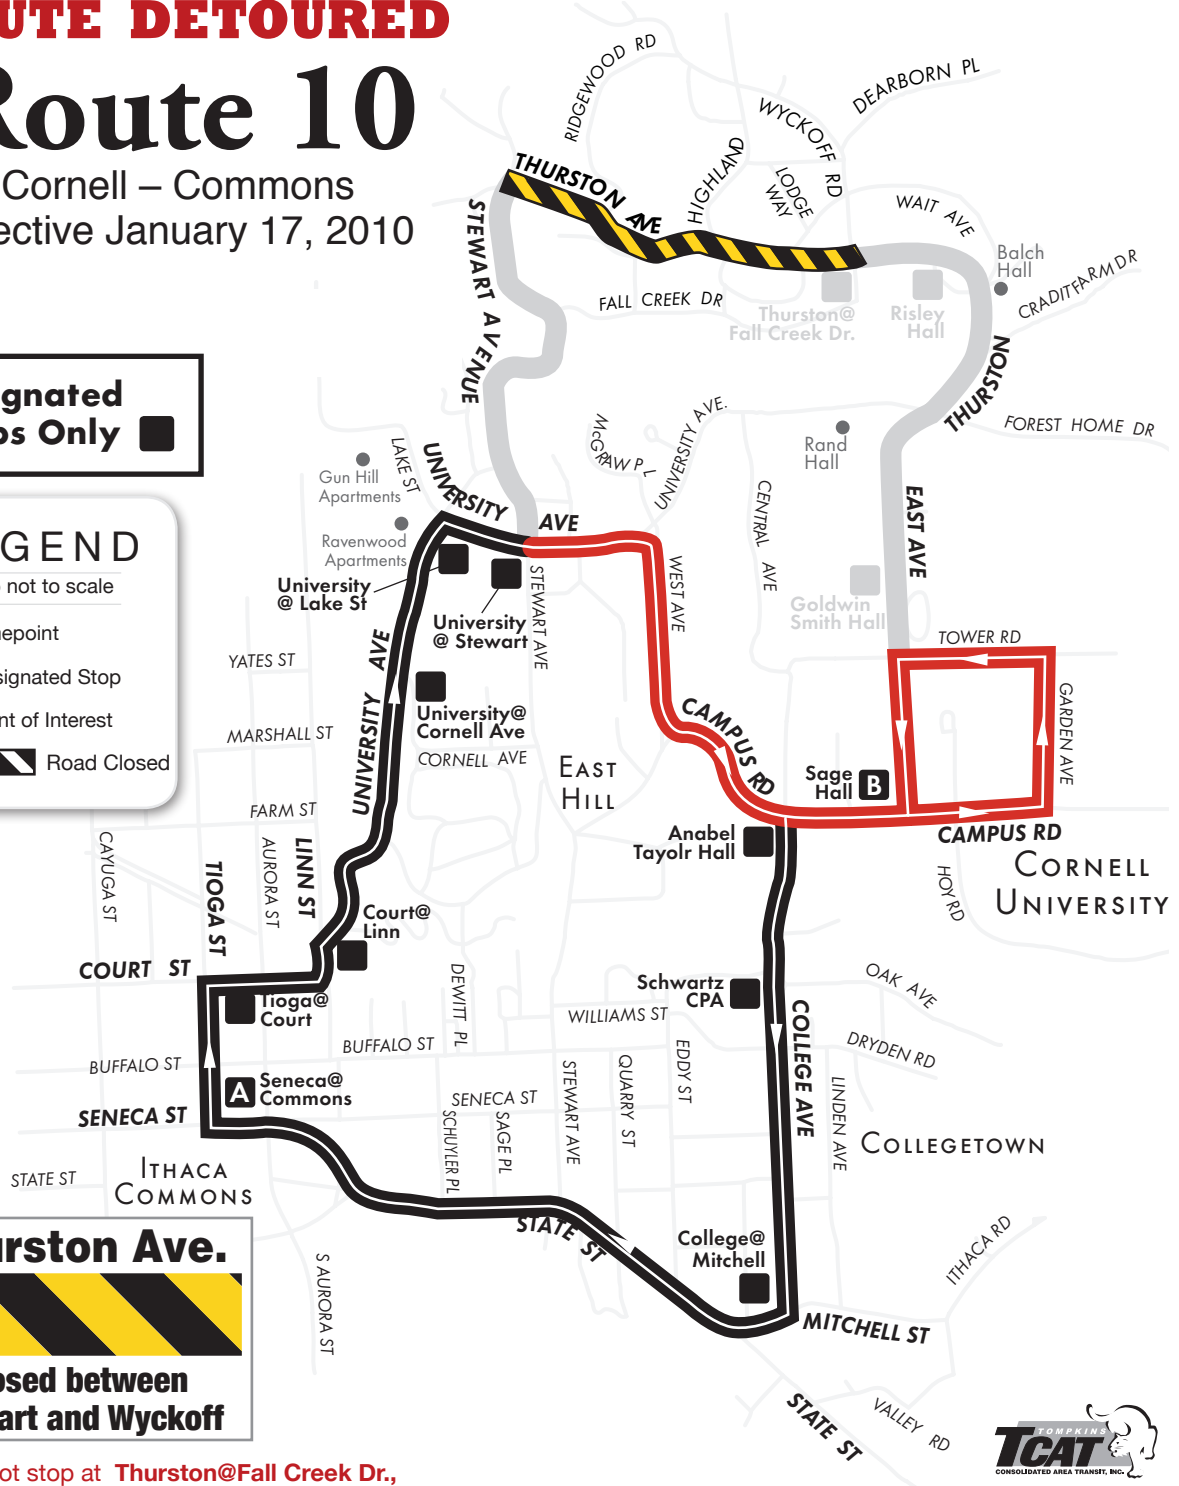 UTE DETOURED
Route 10
Cornell – Commons
ective January 17, 2010
gnated
ps Only
GEND
not to scale
epoint
signated Stop
nt of Interest
Road Closed
RIDGEWOOD RD
DEARBORN PL
WYCKOFF RD
HIGHLAND
LODGE
WAY
THURSTON AVE
WAIT AVE
Balch
Hall
CRADITFARM DR
STEWART AVENUE
FALL CREEK DR
Thurston@
Fall Creek Dr.
Risley
Hall
THURSTON
FOREST HOME DR
McGRAW PL
UNIVERSITY AVE.
Rand
Hall
LAKE ST
UNIVERSITY AVE
Gun Hill
Apartments
Ravenwood
Apartments
CENTRAL AVE
EAST AVE
University
@ Lake St
University
@ Stewart
STEWART AVE
WEST AVE
Goldwin
Smith Hall
TOWER RD
YATES ST
UNIVERSITY AVE
University@
Cornell Ave
GARDEN AVE
MARSHALL ST
CORNELL AVE
CAMPUS RD
EAST
HILL
Sage
Hall
B
FARM ST
CAYUGA ST
TIOGA ST
AURORA ST
LINN ST
Anabel
Tayolr Hall
CAMPUS RD
CORNELL
UNIVERSITY
HOY RD
Court@
Linn
COURT ST
Tioga@
Court
DEWITT PL
Schwartz
CPA
OAK AVE
WILLIAMS ST
COLLEGE AVE
DRYDEN RD
BUFFALO ST
BUFFALO ST
EDDY ST
A
Seneca@
Commons
SENECA ST
SENECA ST
SCHUYLER PL
SAGE PL
STEWART AVE
QUARRY ST
LINDEN AVE
COLLEGETOWN
STATE ST
ITHACA
COMMONS
STATE ST
College@
Mitchell
ITHACA RD
S AURORA ST
MITCHELL ST
urston Ave.
osed between
art and Wyckoff
STATE ST
VALLEY RD
TOMPKINS
TCAT
CONSOLIDATED AREA TRANSIT, INC.
ot stop at Thurston@Fall Creek Dr.,